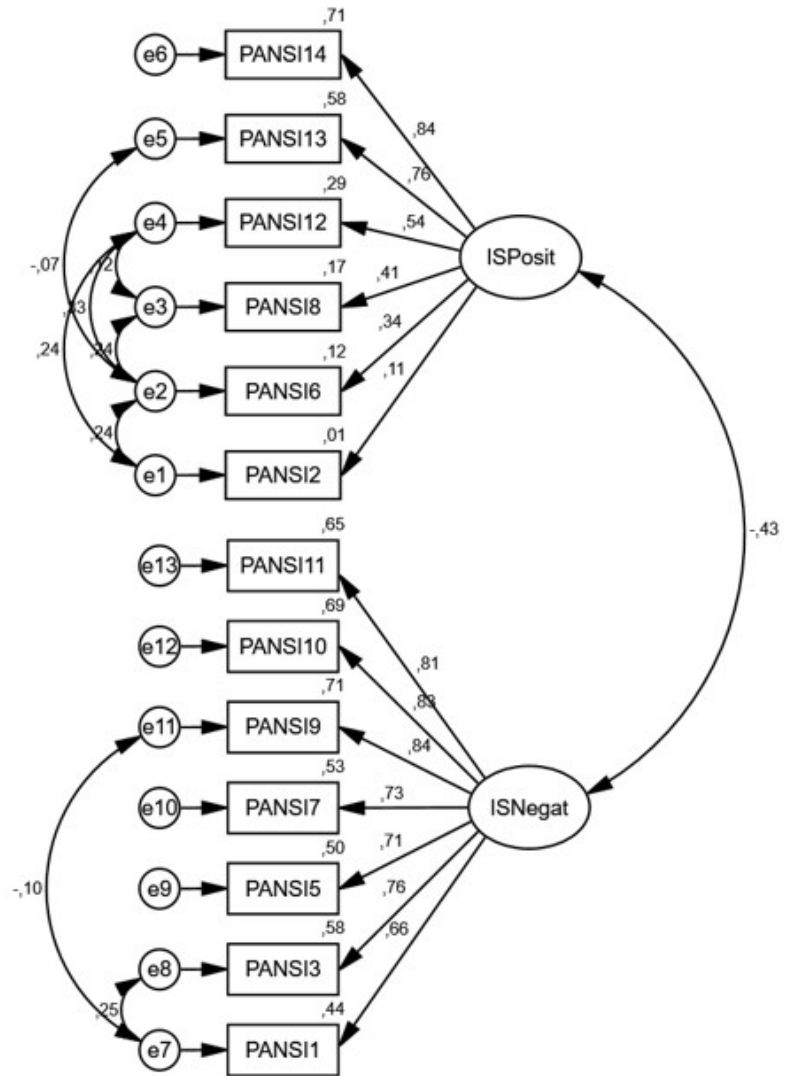 ,71
e6 PANSI14
,58
,84
e5 PANSI13
,76
,29
e4 PANSI12
,54
ISPosit
-,07
,12
,17
,41
e3 PANSI8
,34
,24
,24
,12
,11
e2 PANSI6
,24
,01
e1 PANSI2
-,43
,65
e13 PANSI11
,69
e12 PANSI10
,81
,83
,71
e11 PANSI9
,84
,53
e10 PANSI7
,73
ISNegat
,50
,71
-,10
e9 PANSI5
,76
,58
,66
e8 PANSI3
,25
,44
e7 PANSI1